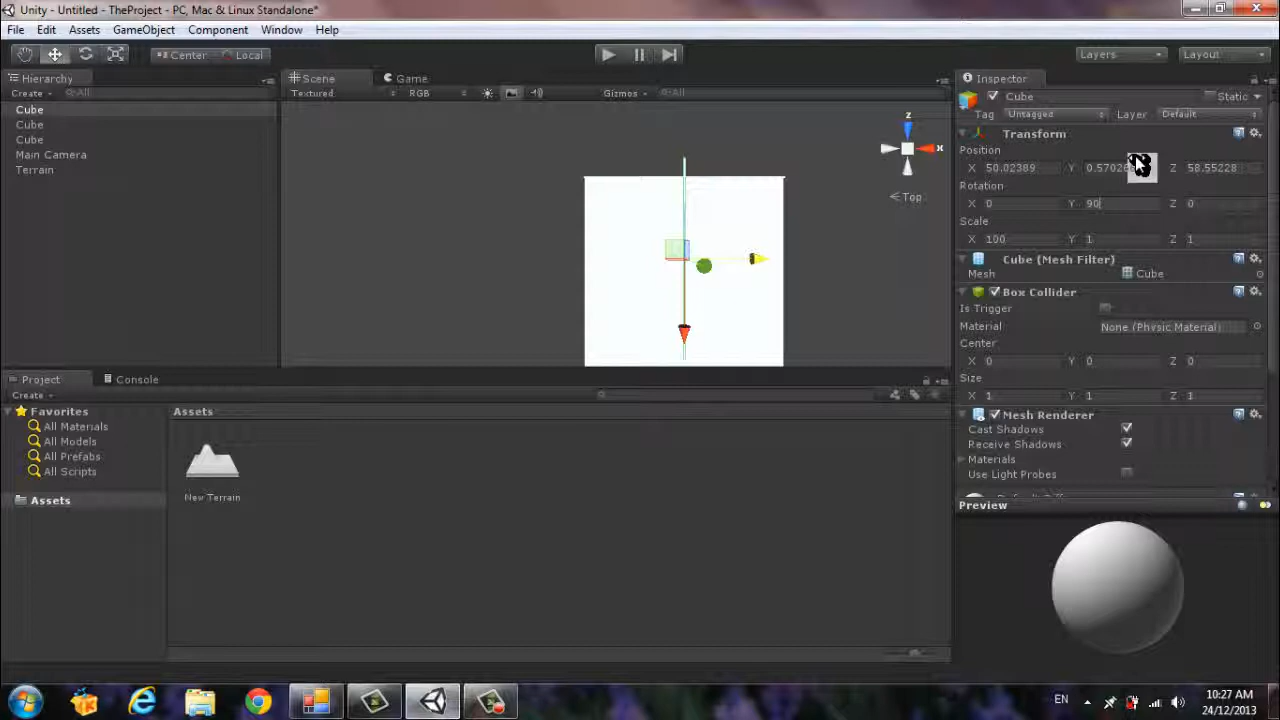 Unity - Untitled - TheProject - PC, Mac & Linux Standalone*
File Edit Assets GameObject Component Window Help
Center Local Layers Layout
Hierarchy Scene Game Inspector
Create All Textured RGB Gizmos All Cube Static
Tag Untagged Layer Default
Cube
Cube
Cube
Main Camera
Terrain
z
x
Top
Transform
Position
X 50.02389 Y 0.5702 Z 58.55228
Rotation
X 0 Y 90 Z 0
Scale
X 100 Y 1 Z 1
Cube (Mesh Filter)
Mesh Cube
Box Collider
Is Trigger
Material None (Physic Material)
Center
X 0 Y 0 Z 0
Size
X 1 Y 1 Z 1
Mesh Renderer
Cast Shadows
Receive Shadows
Materials
Use Light Probes
Preview
Project Console
Create
Favorites
All Materials
All Models
All Prefabs
All Scripts
Assets
Assets
New Terrain
EN 10:27 AM
24/12/2013